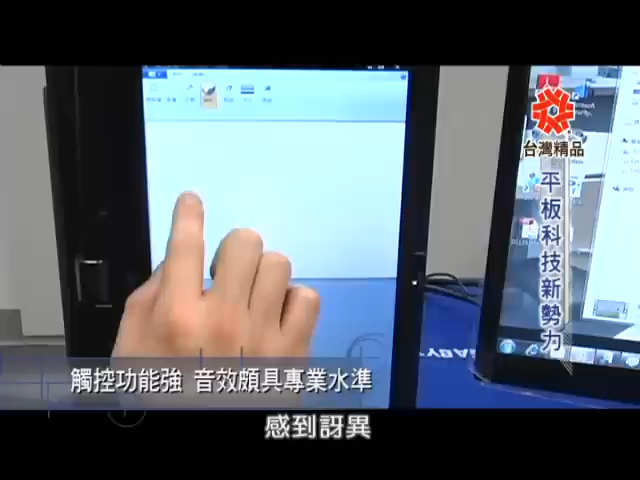 台灣精品
平板科技新勢力
觸控功能強 音效頗具專業水準
感到訝異